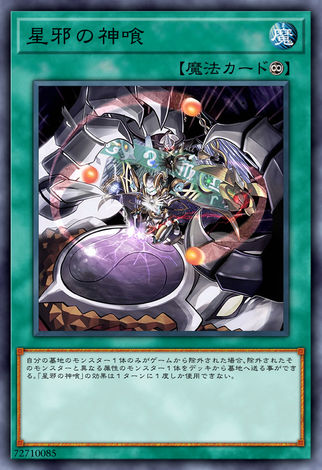 星邪の神喰
魔
【魔法カード♾】
自分の墓地のモンスター１体のみがゲームから除外された場合、除外されたそ
のモンスターと異なる属性のモンスター１体をデッキから墓地へ送る事ができ
る。「星邪の神喰」の効果は１ターンに１度しか使用できない。
72710085